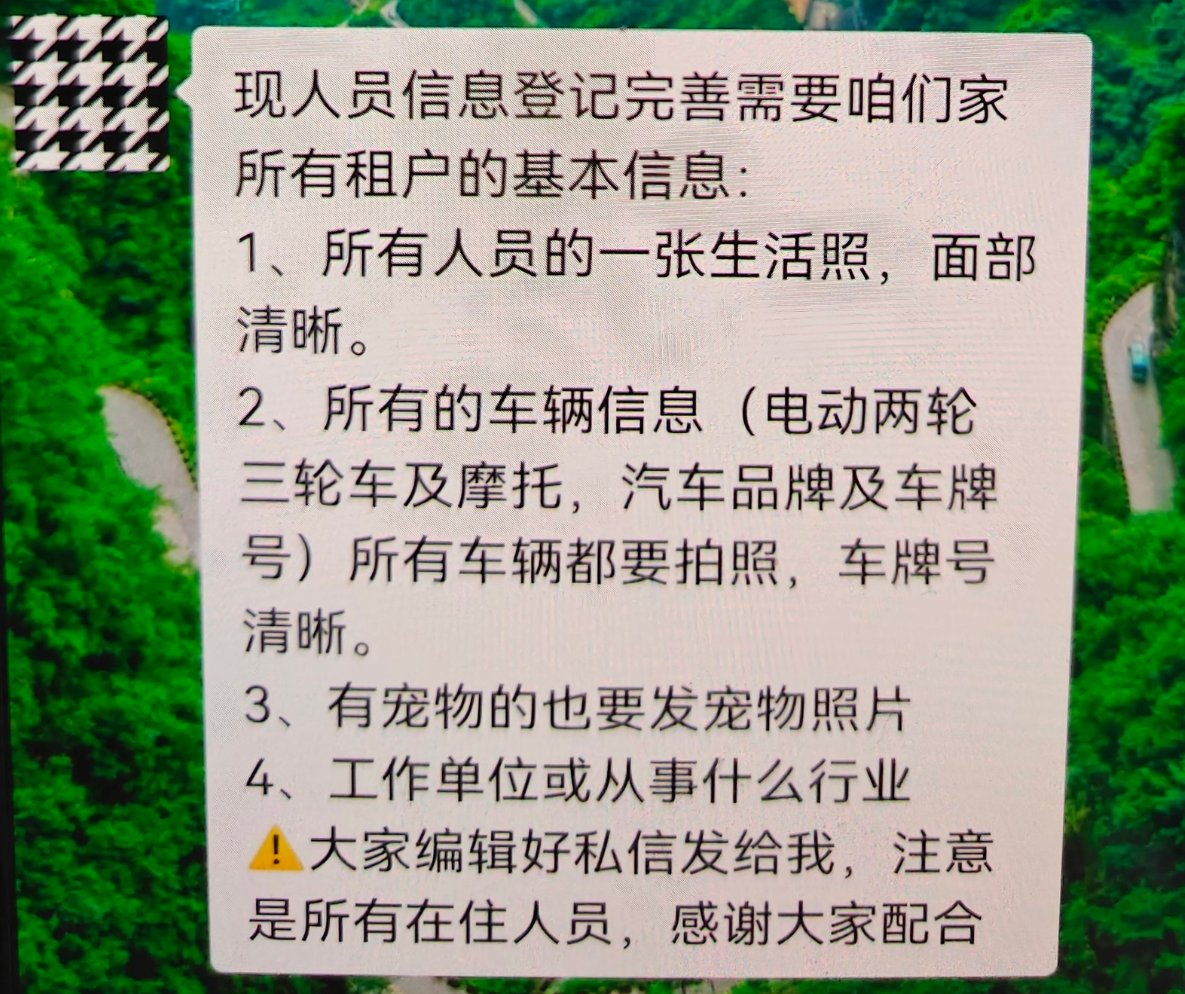 现人员信息登记完善需要咱们家
所有租户的基本信息：
1、所有人员的一张生活照，面部
清晰。
2、所有的车辆信息（电动两轮
三轮车及摩托，汽车品牌及车牌
号）所有车辆都要拍照，车牌号
清晰。
3、有宠物的也要发宠物照片
4、工作单位或从事什么行业
⚠️大家编辑好私信发给我，注意
是所有在住人员，感谢大家配合